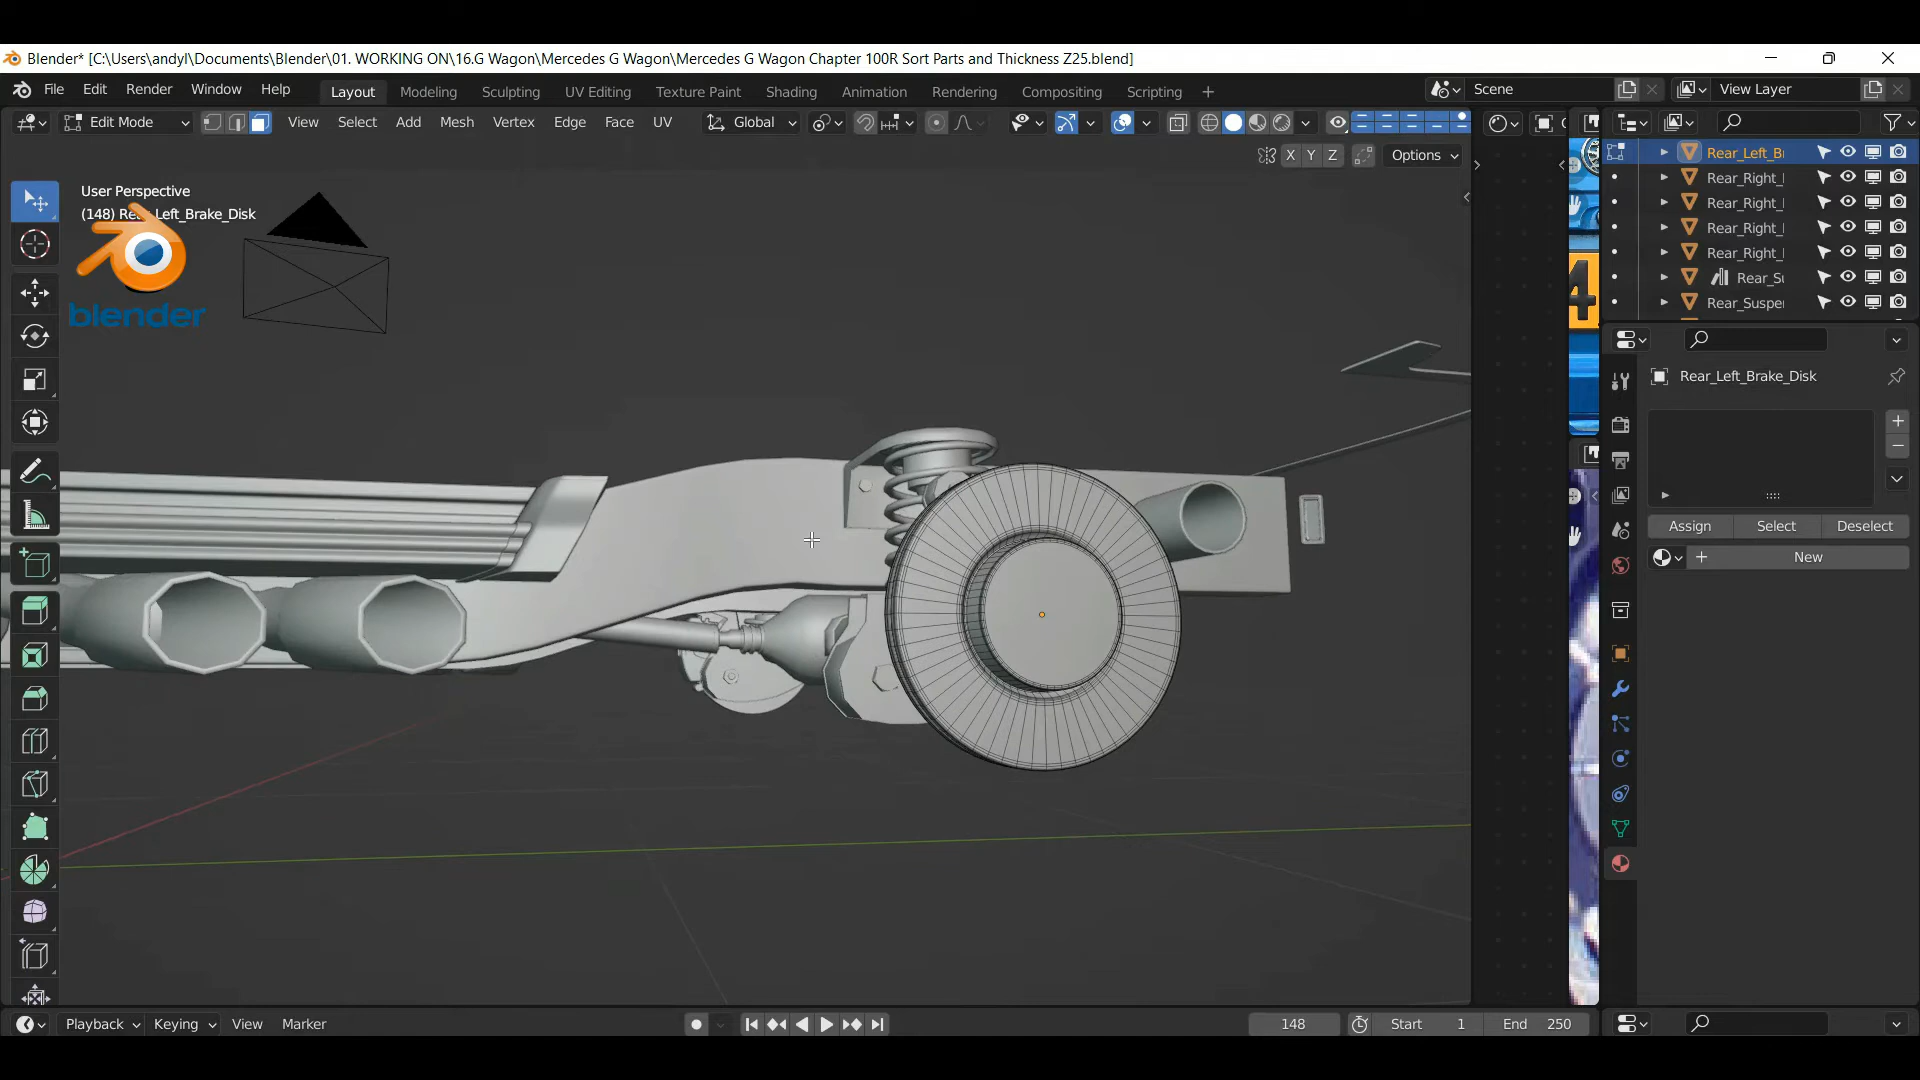 Blender* [C:\Users\andyl\Documents\Blender\01. WORKING ON\16.G Wagon\Mercedes G Wagon\Mercedes G Wagon Chapter 100R Sort Parts and Thickness Z25.blend]
File Edit Render Window Help Layout Modeling Sculpting UV Editing Texture Paint Shading Animation Rendering Compositing Scripting + Scene View Layer
Edit Mode View Select Add Mesh Vertex Edge Face UV Global
X Y Z Options
User Perspective
(148) Rear_Left_Brake_Disk
blender
Rear_Left_B
Rear_Right_
Rear_Right_
Rear_Right_
Rear_Right_
Rear_Su
Rear_Suspe
4
Rear_Left_Brake_Disk
Assign Select Deselect
New
Playback Keying View Marker 148 Start 1 End 250